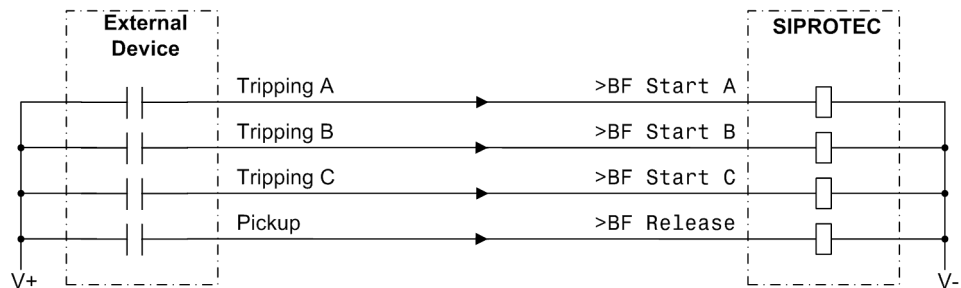 External
Device
SIPROTEC
Tripping A
>BF Start A
Tripping B
>BF Start B
Tripping C
>BF Start C
Pickup
>BF Release
V+
V-